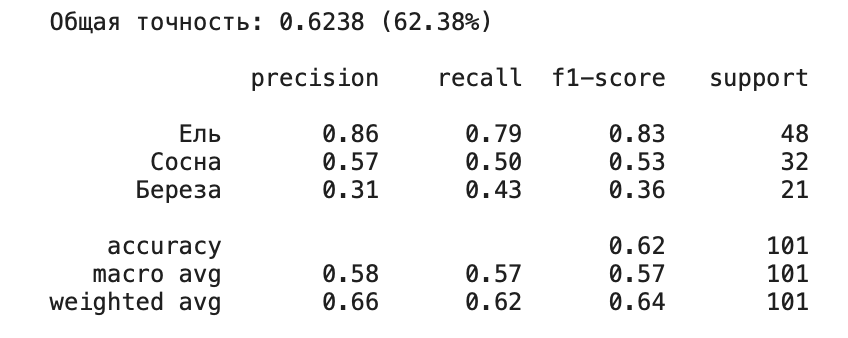 Общая точность: 0.6238 (62.38%)
precision recall f1-score support
Ель 0.86 0.79 0.83 48
Сосна 0.57 0.50 0.53 32
Береза 0.31 0.43 0.36 21
accuracy 0.62 101
macro avg 0.58 0.57 0.57 101
weighted avg 0.66 0.62 0.64 101